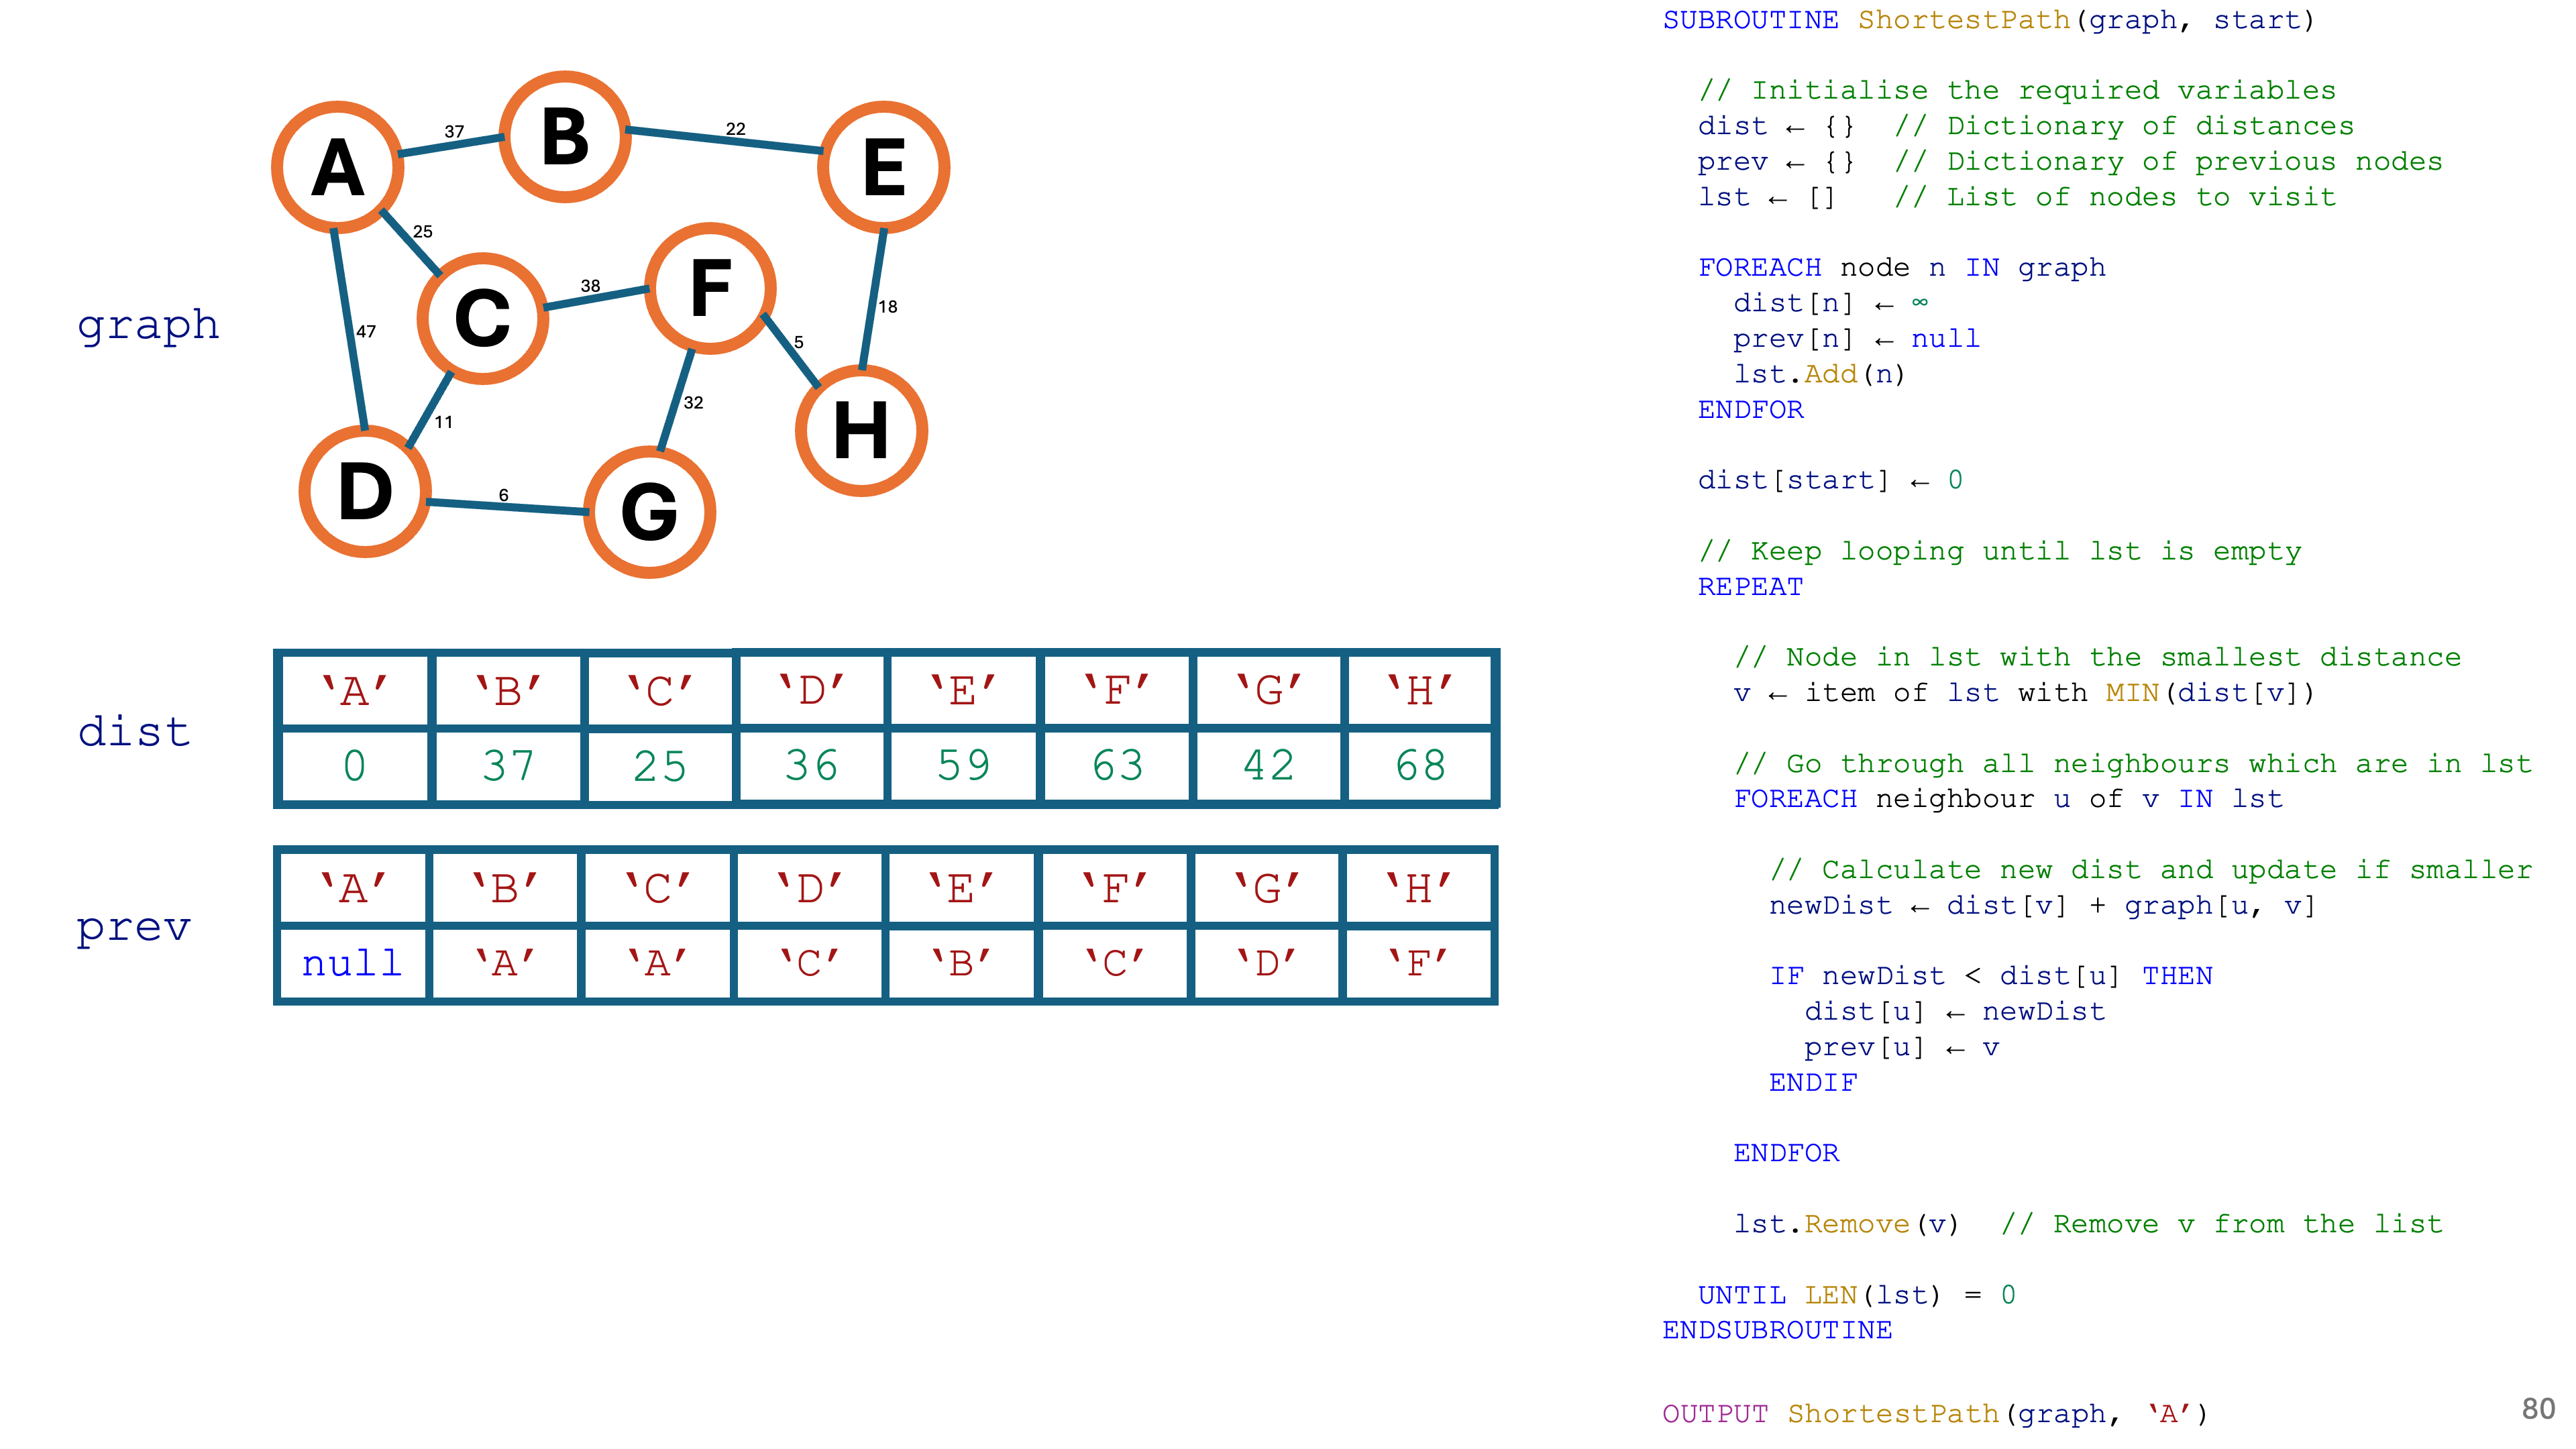 graph
A
B
E
C
F
H
D
G
37
22
25
38
18
47
5
32
11
6
dist
‘A’ ‘B’ ‘C’ ‘D’ ‘E’ ‘F’ ‘G’ ‘H’
0 37 25 36 59 63 42 68
prev
‘A’ ‘B’ ‘C’ ‘D’ ‘E’ ‘F’ ‘G’ ‘H’
null ‘A’ ‘A’ ‘C’ ‘B’ ‘C’ ‘D’ ‘F’
SUBROUTINE ShortestPath(graph, start)
// Initialise the required variables
dist ← {} // Dictionary of distances
prev ← {} // Dictionary of previous nodes
lst ← [] // List of nodes to visit
FOREACH node n IN graph
dist[n] ← ∞
prev[n] ← null
lst.Add(n)
ENDFOR
dist[start] ← 0
// Keep looping until lst is empty
REPEAT
// Node in lst with the smallest distance
v ← item of lst with MIN(dist[v])
// Go through all neighbours which are in lst
FOREACH neighbour u of v IN lst
// Calculate new dist and update if smaller
newDist ← dist[v] + graph[u, v]
IF newDist < dist[u] THEN
dist[u] ← newDist
prev[u] ← v
ENDIF
ENDFOR
lst.Remove(v) // Remove v from the list
UNTIL LEN(lst) = 0
ENDSUBROUTINE
OUTPUT ShortestPath(graph, ‘A’)
80